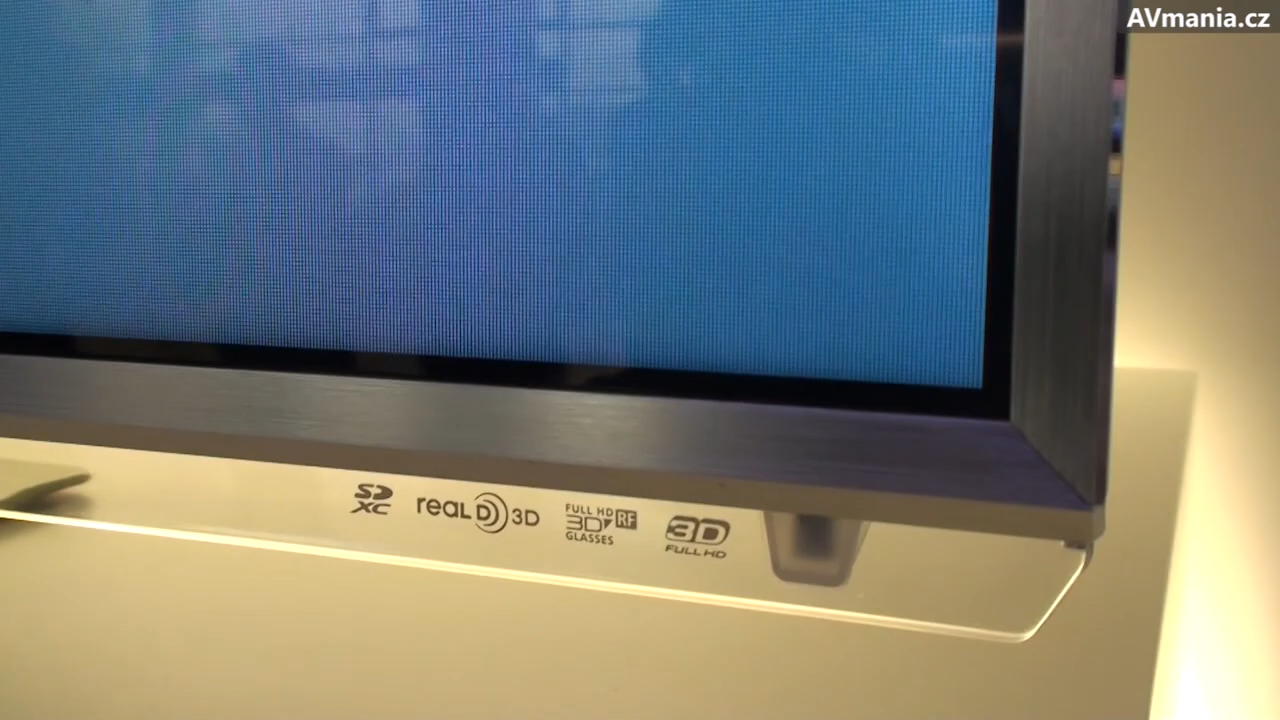 AVmania.cz
SD
XC
REALD 3D
FULL HD
3D RF
GLASSES
3D
FULL HD